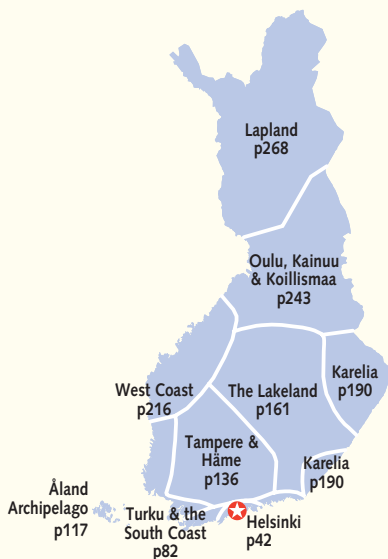 Lapland
p268
Oulu, Kainuu
& Koillismaa
p243
West Coast
p216
The Lakeland
p161
Karelia
p190
Tampere &
Häme
p136
Karelia
p190
Åland
Archipelago
p117
Turku & the
South Coast
p82
Helsinki
p42